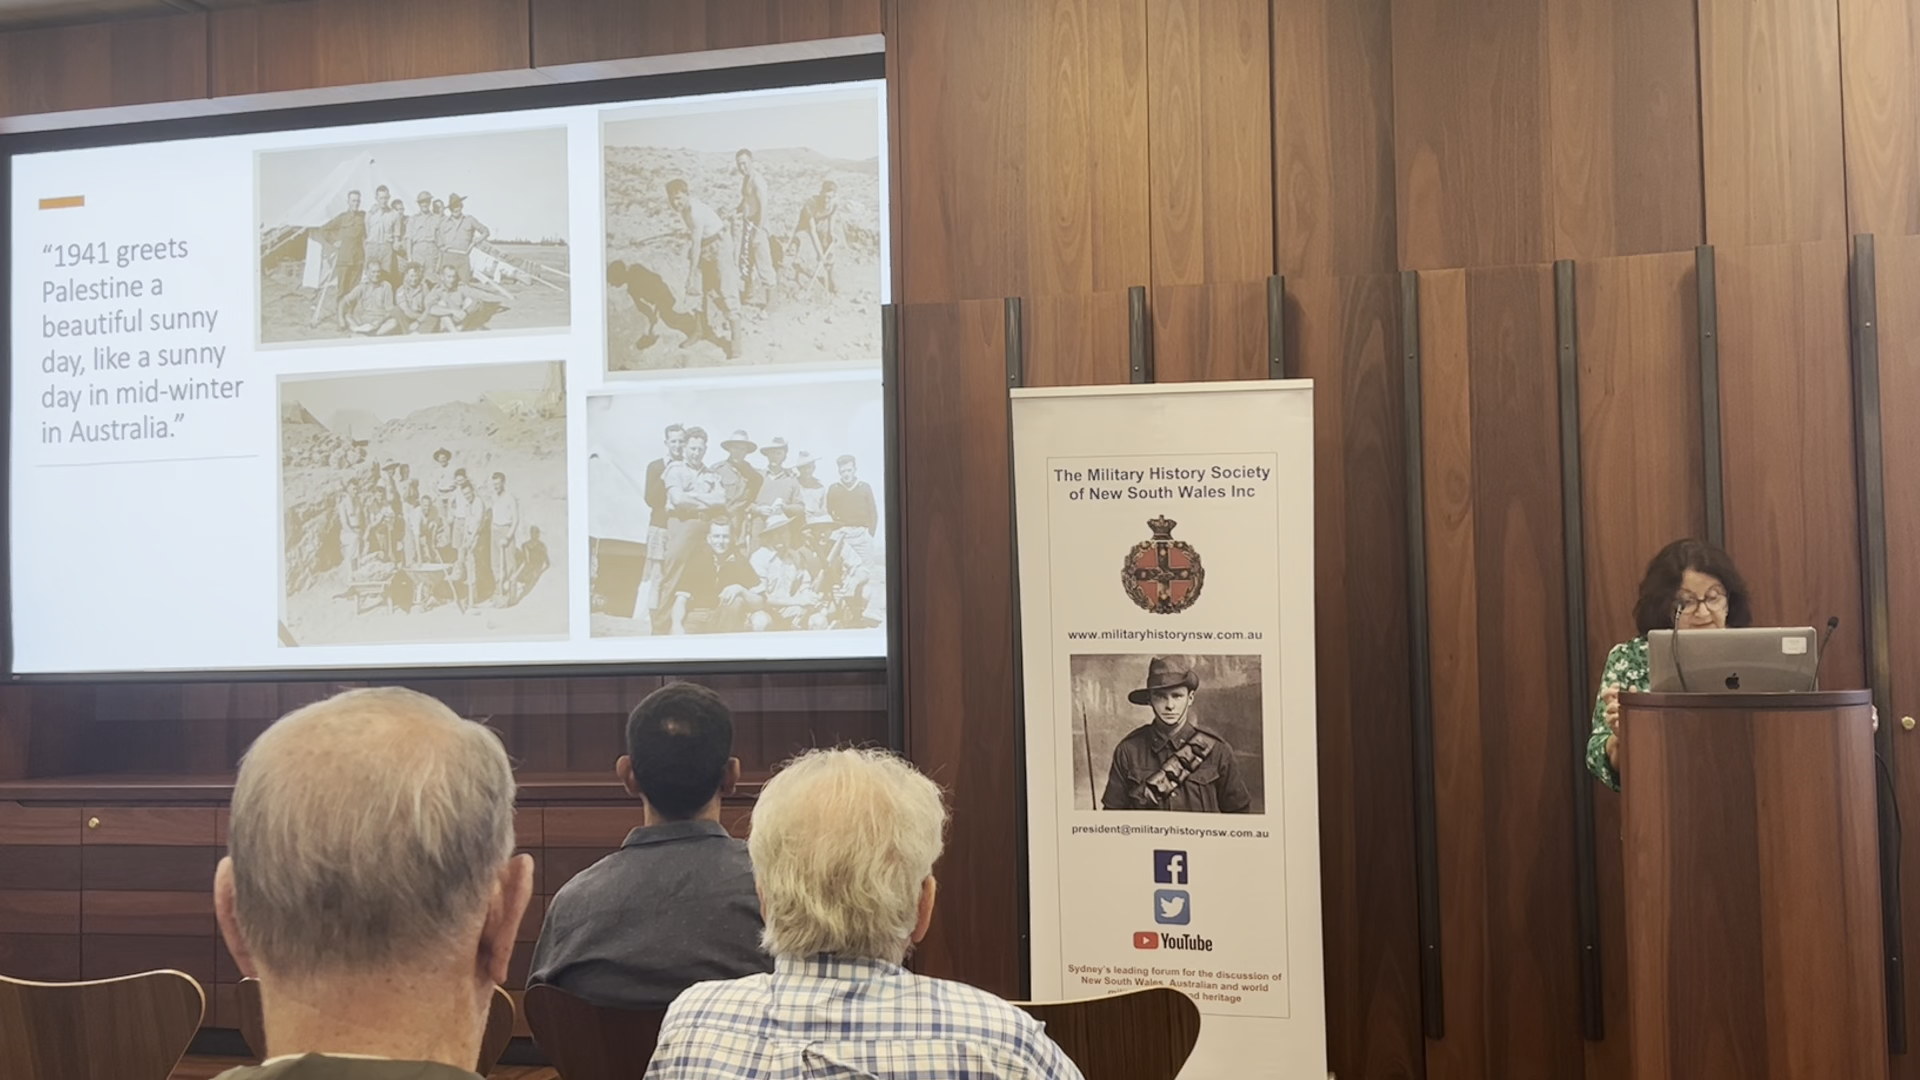 “1941 greets
Palestine a
beautiful sunny
day, like a sunny
day in mid-winter
in Australia.”
The Military History Society
of New South Wales Inc
www.militaryhistorynsw.com.au
president@militaryhistorynsw.com.au
YouTube
Sydney's leading forum for the discussion of
New South Wales, Australian and world
heritage